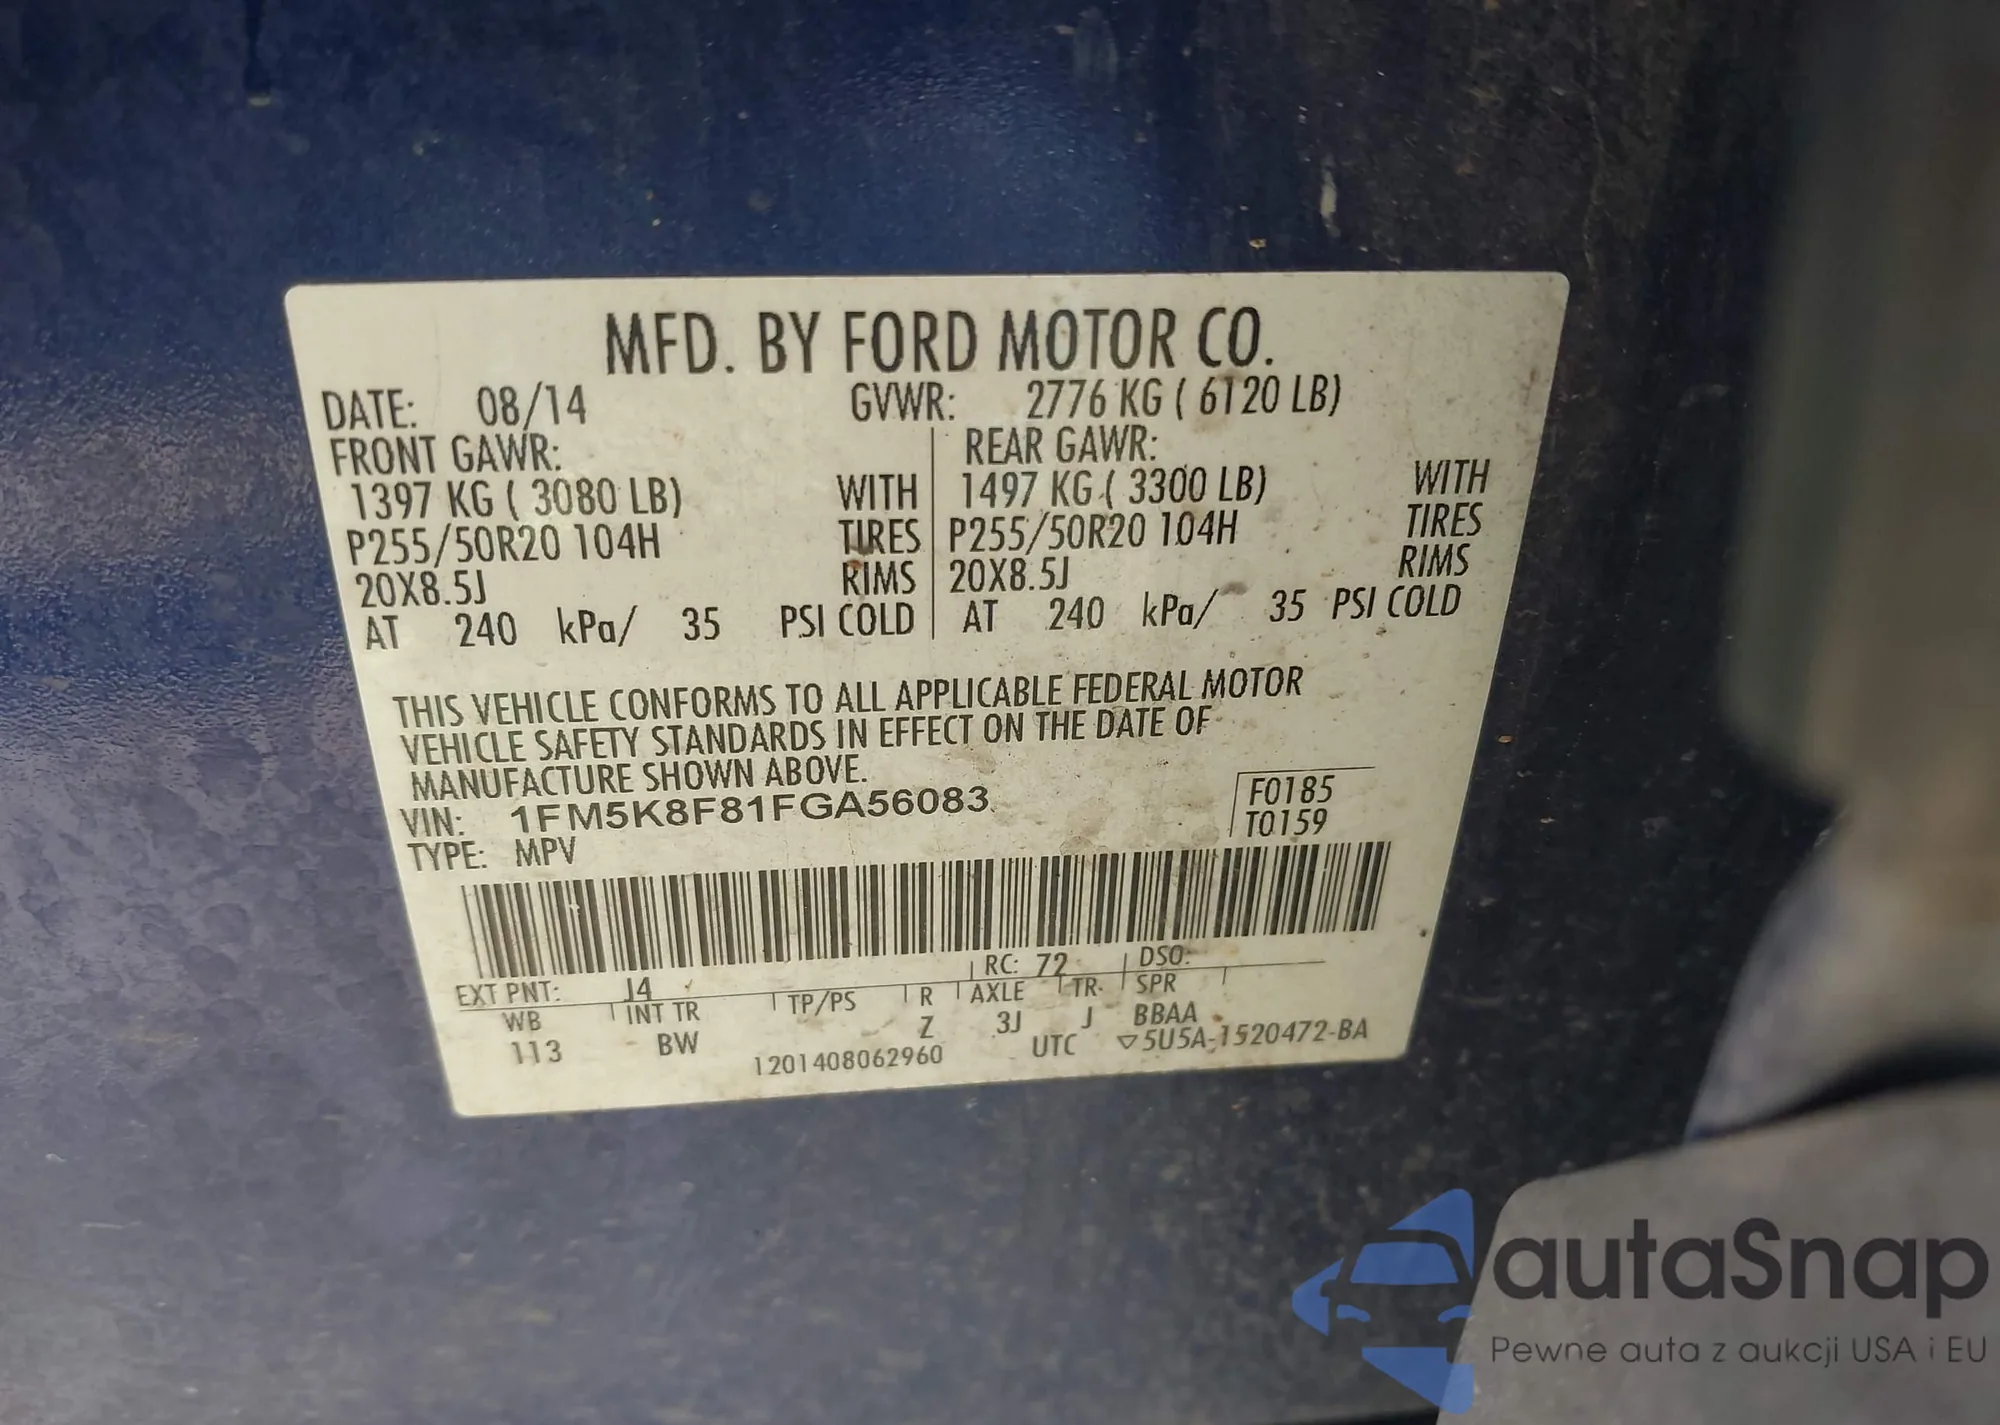 MFD. BY FORD MOTOR CO.
DATE: 08/14 GVWR: 2776 KG ( 6120 LB)
FRONT GAWR: REAR GAWR:
1397 KG ( 3080 LB) WITH 1497 KG ( 3300 LB) WITH
P255/50R20 104H TIRES P255/50R20 104H TIRES
20X8.5J RIMS 20X8.5J RIMS
AT 240 kPa/ 35 PSI COLD AT 240 kPa/ 35 PSI COLD
THIS VEHICLE CONFORMS TO ALL APPLICABLE FEDERAL MOTOR
VEHICLE SAFETY STANDARDS IN EFFECT ON THE DATE OF
MANUFACTURE SHOWN ABOVE.
VIN: 1FM5K8F81FGA56083
F0185
T0159
TYPE: MPV
EXT PNT: J4 RC: 72 DSO:
WB INT TR TP/PS R AXLE TR SPR
113 BW Z 3J J BBAA
1201408062960 UTC ▽5U5A-1520472-BA
autaSnap
Pewne auta z aukcji USA i EU